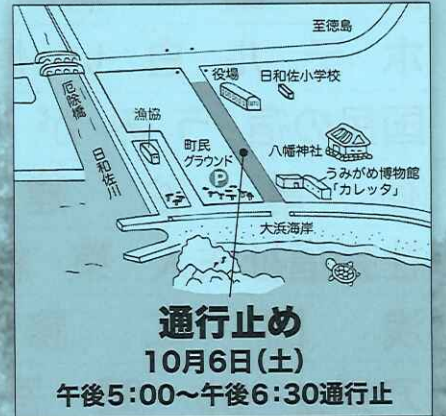 至徳島
役場
日和佐小学校
厄除橋
日和佐川
漁協
町民
グラウンド
P
八幡神社
うみがめ博物館
「カレッタ」
大浜海岸
通行止め
10月6日(土)
午後5:00～午後6:30通行止